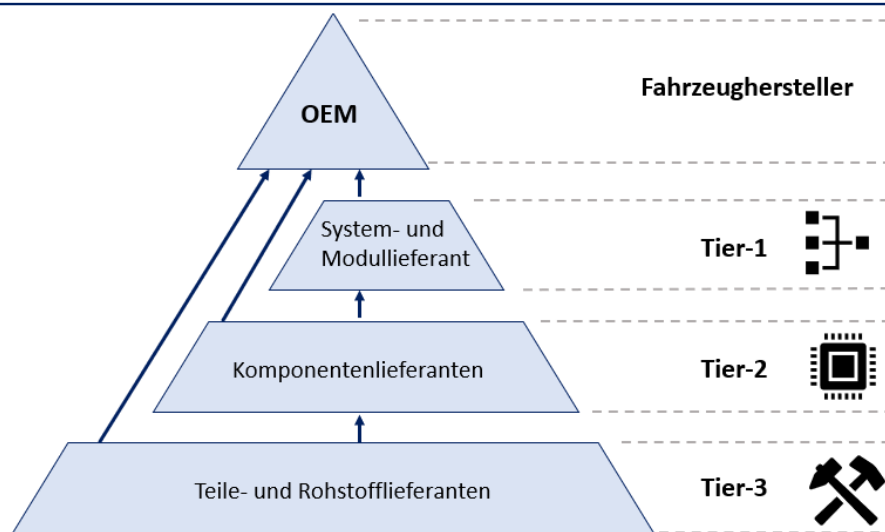 OEM
Fahrzeughersteller
System- und
Modullieferant
Tier-1
Komponentenlieferanten
Tier-2
Teile- und Rohstofflieferanten
Tier-3